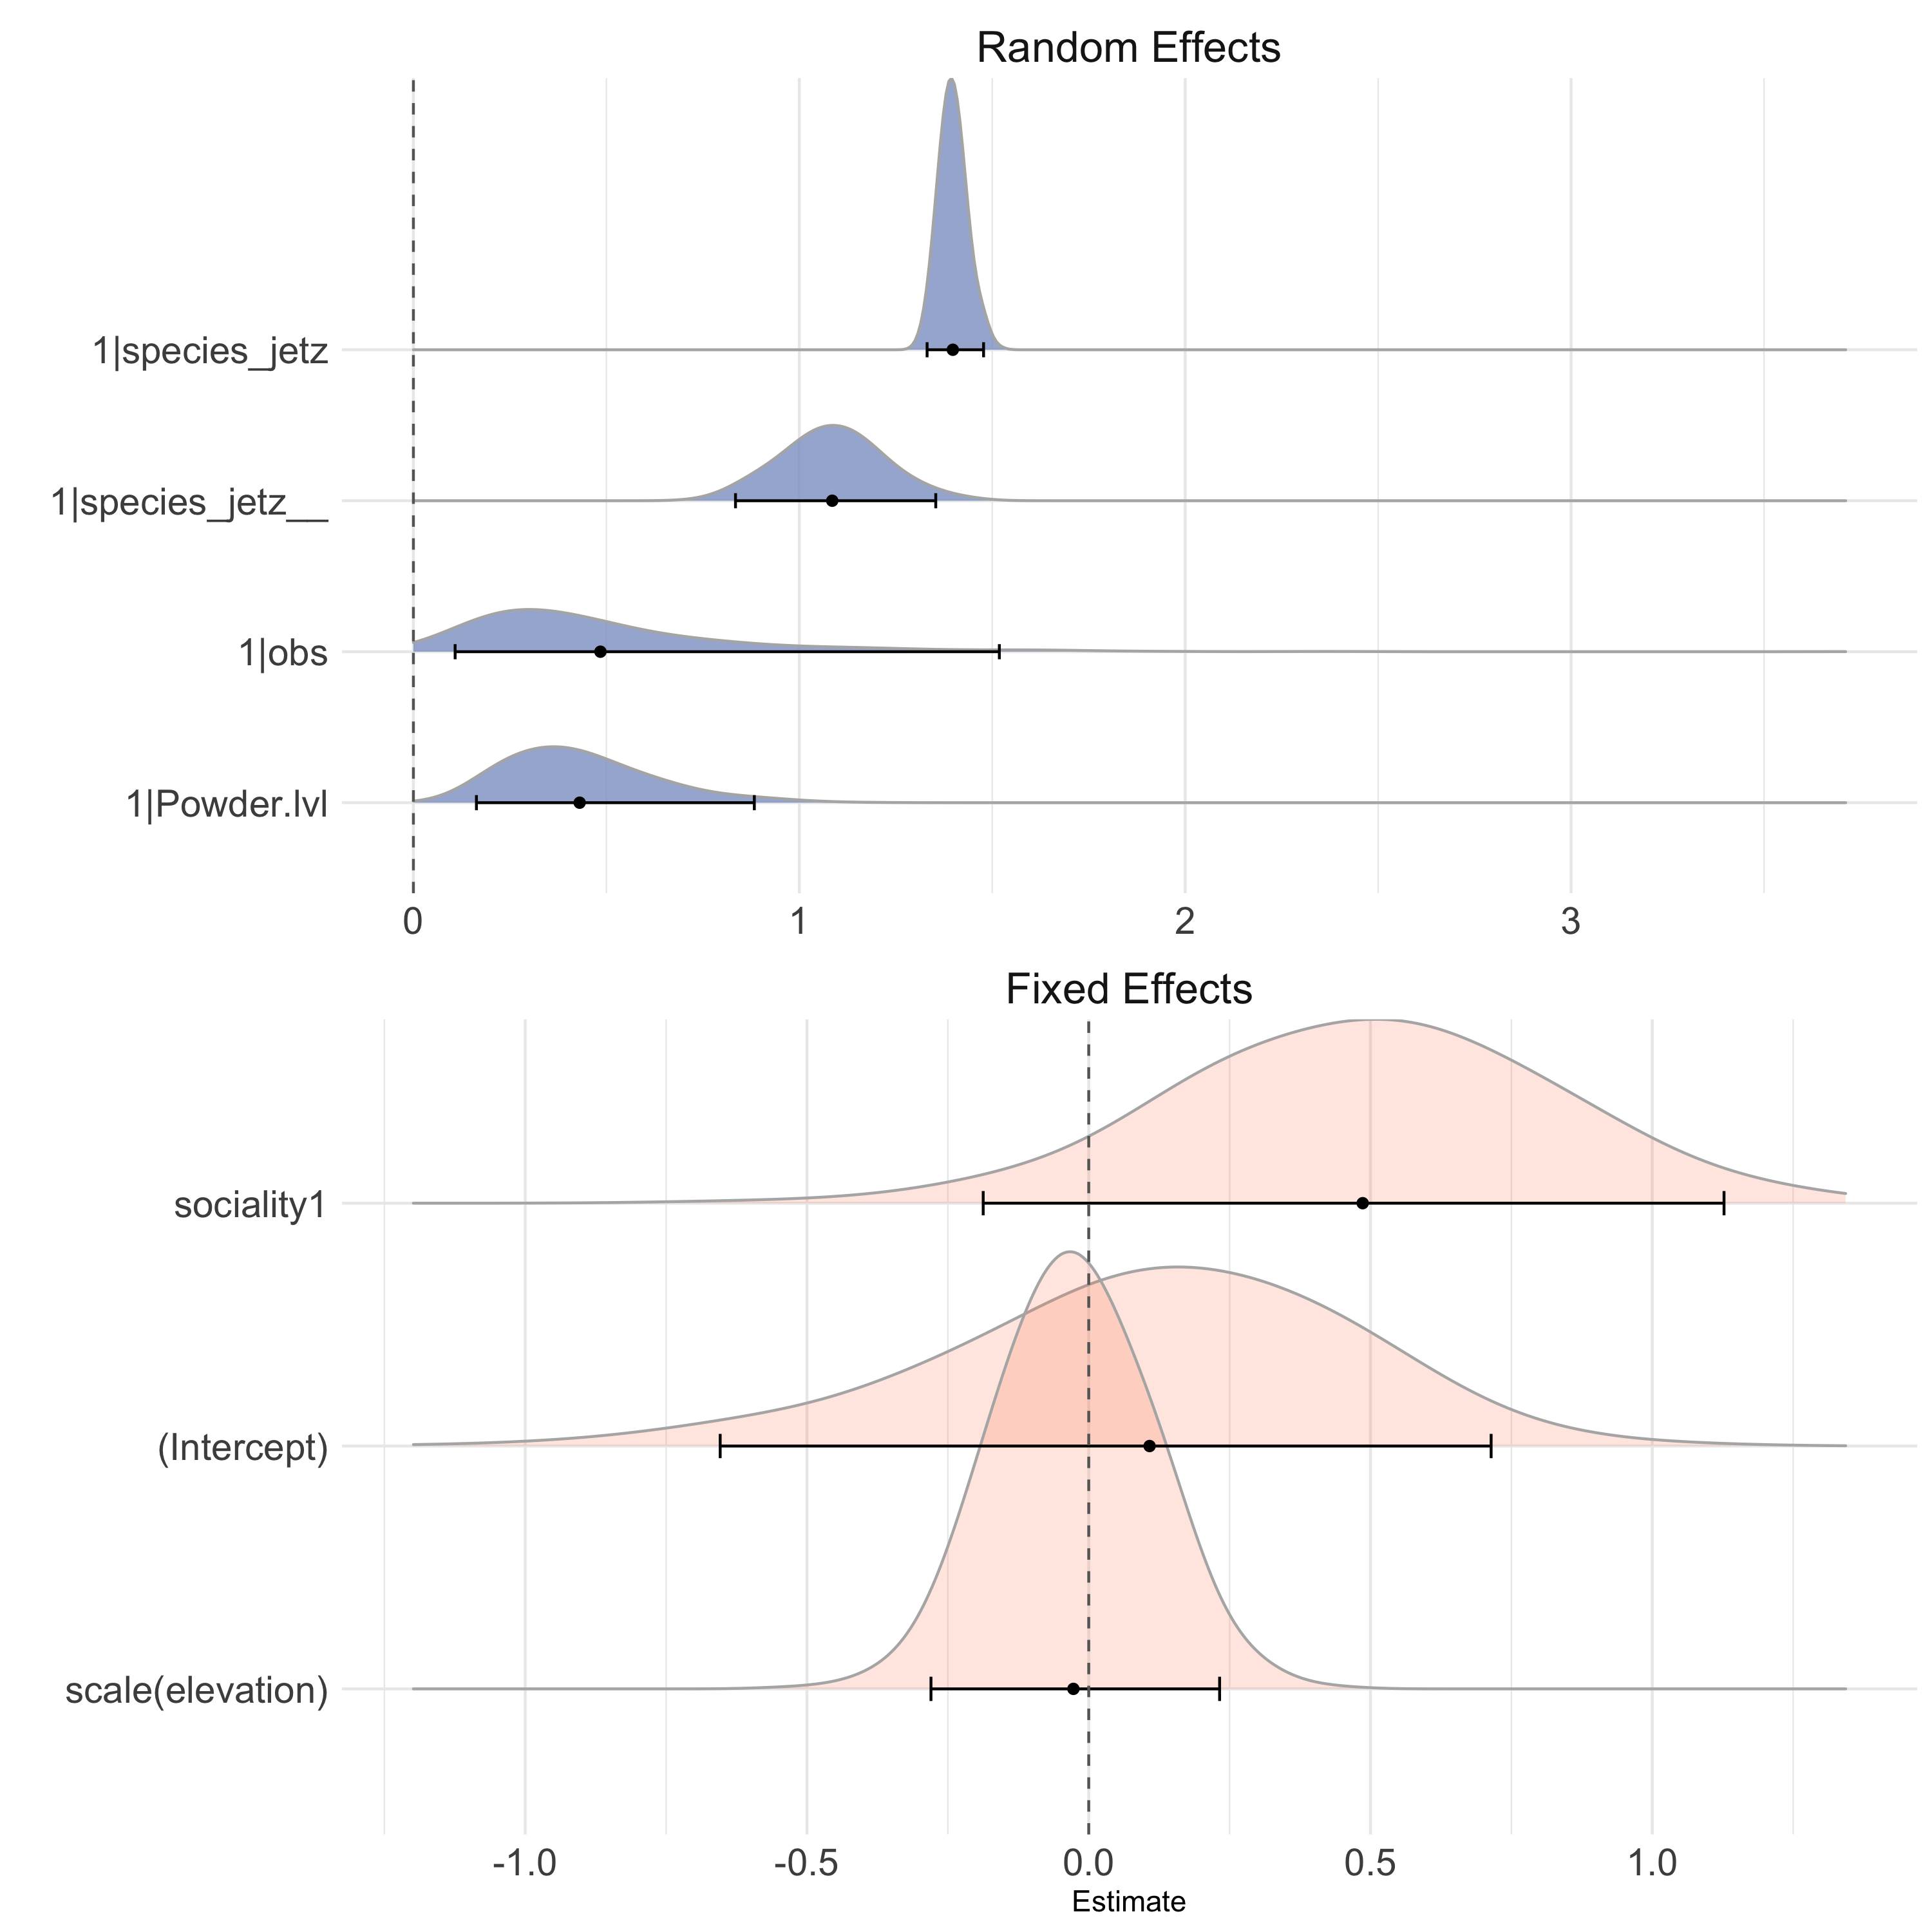 Random Effects
1|species_jetz
1|species_jetz__
1|obs
1|Powder.lvl
0 1 2 3
Fixed Effects
sociality1
(Intercept)
scale(elevation)
-1.0 -0.5 0.0 0.5 1.0
Estimate